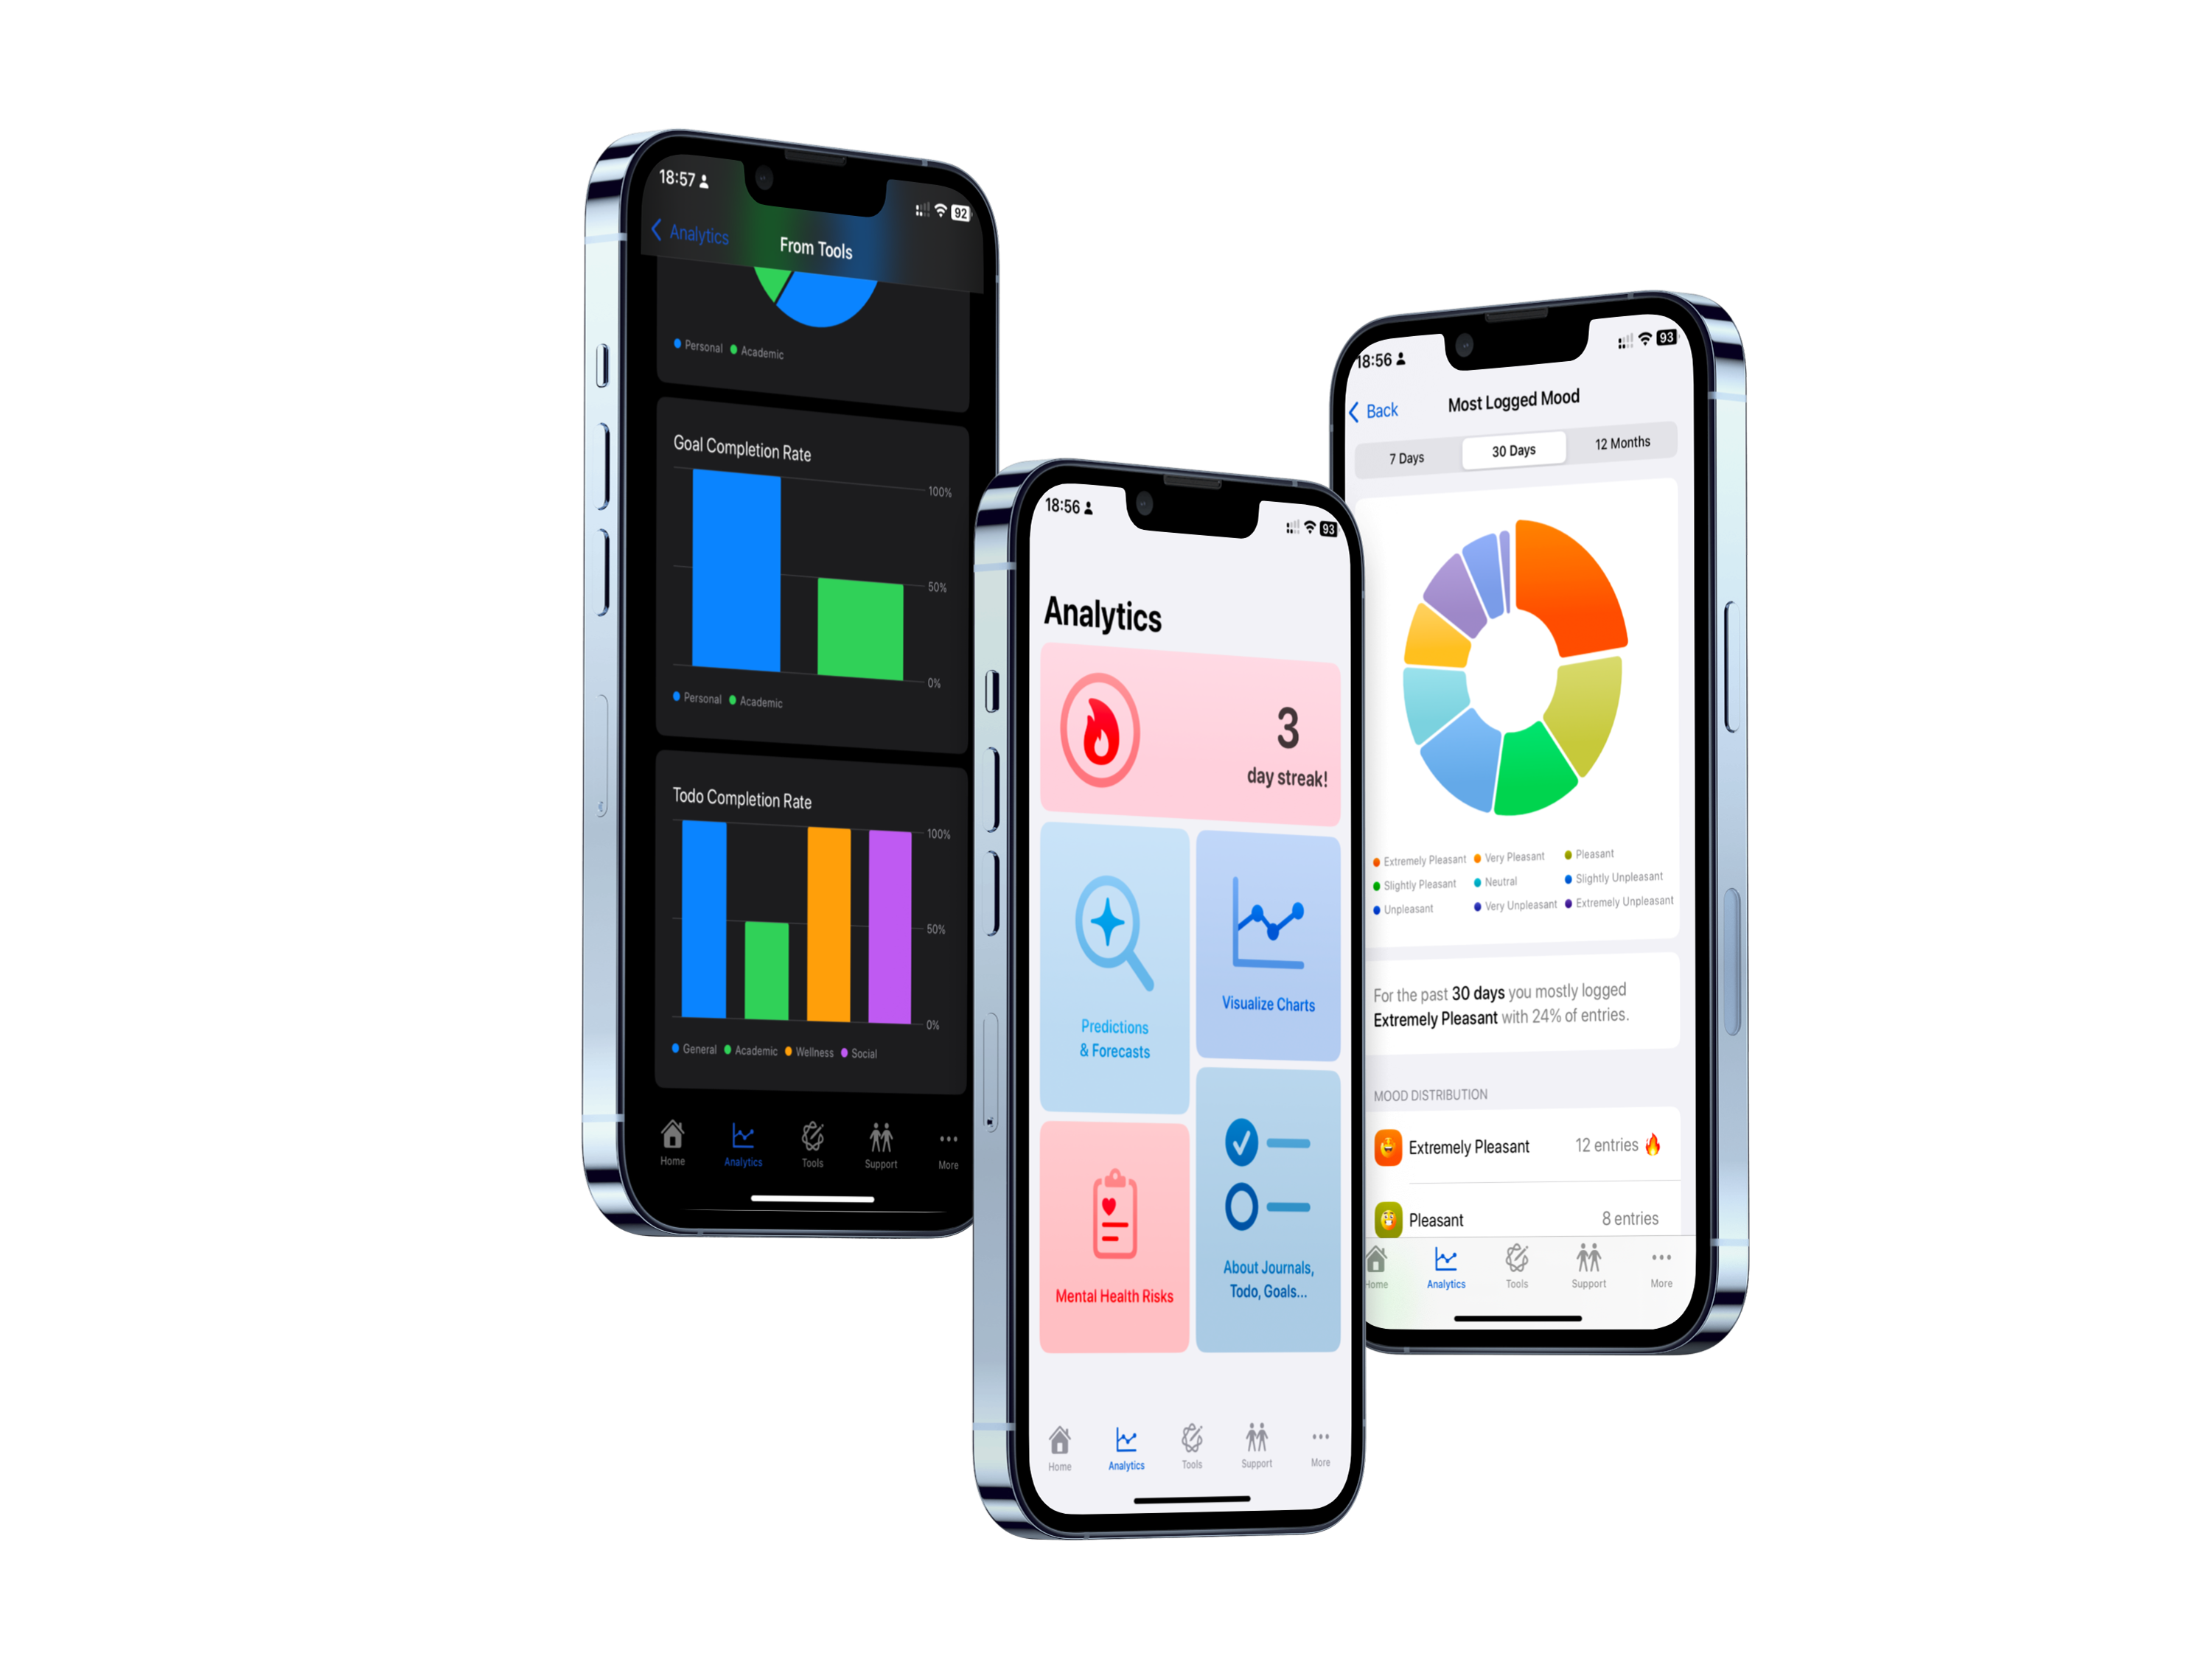 18:57
92
Analytics
From Tools
Personal
Academic
Goal Completion Rate
100%
50%
0%
Personal
Academic
Todo Completion Rate
100%
50%
0%
General
Academic
Wellness
Social
Home
Analytics
Tools
Support
More
18:56
93
Analytics
3
day streak!
Predictions
& Forecasts
Visualize Charts
Mental Health Risks
About Journals,
Todo, Goals...
Home
Analytics
Tools
Support
More
18:56
93
Back
Most Logged Mood
7 Days
30 Days
12 Months
Extremely Pleasant
Very Pleasant
Pleasant
Slightly Pleasant
Neutral
Slightly Unpleasant
Unpleasant
Very Unpleasant
Extremely Unpleasant
For the past 30 days you mostly logged
Extremely Pleasant with 24% of entries.
MOOD DISTRIBUTION
Extremely Pleasant
12 entries
Pleasant
8 entries
Home
Analytics
Tools
Support
More